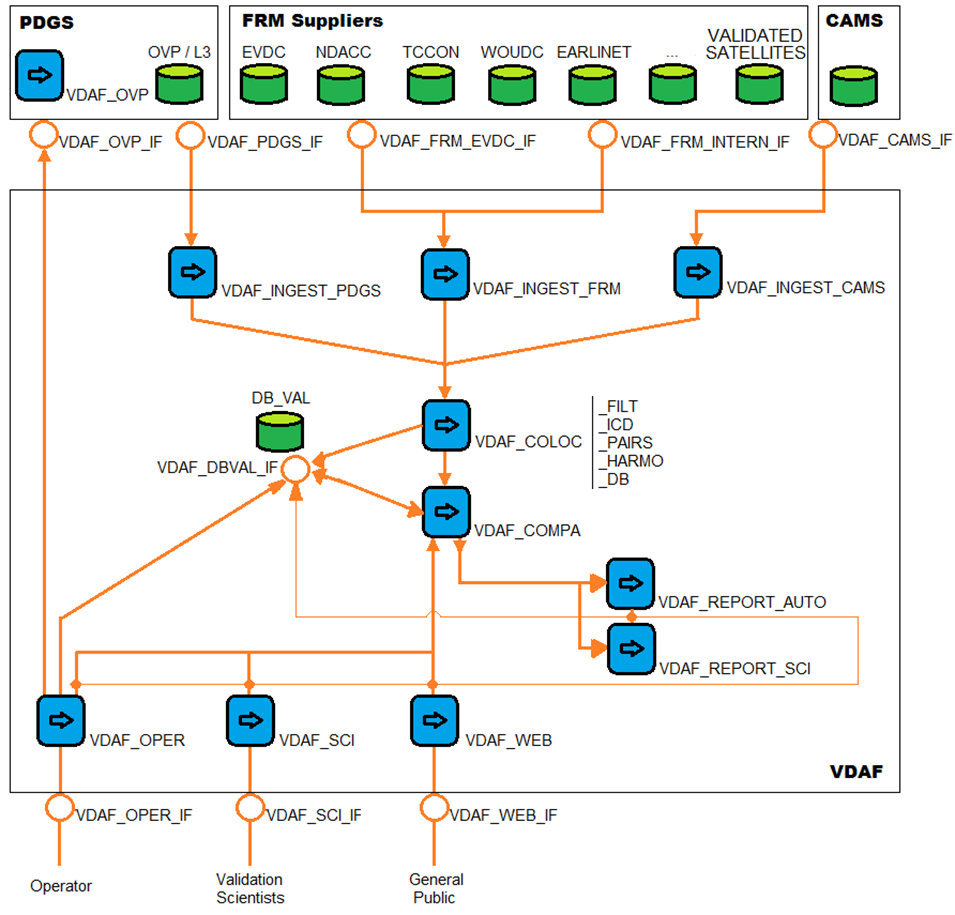 PDGS
FRM Suppliers
CAMS
OVP / L3
EVDC
NDACC
TCCON
WOUDC
EARLINET
...
VALIDATED
SATELLITES
VDAF_OVP
VDAF_OVP_IF
VDAF_PDGS_IF
VDAF_FRM_EVDC_IF
VDAF_FRM_INTERN_IF
VDAF_CAMS_IF
VDAF_INGEST_PDGS
VDAF_INGEST_FRM
VDAF_INGEST_CAMS
DB_VAL
VDAF_DBVAL_IF
VDAF_COLOC
_FILT
_ICD
_PAIRS
_HARMO
_DB
VDAF_COMPA
VDAF_REPORT_AUTO
VDAF_REPORT_SCI
VDAF_OPER
VDAF_SCI
VDAF_WEB
VDAF
VDAF_OPER_IF
VDAF_SCI_IF
VDAF_WEB_IF
Operator
Validation
Scientists
General
Public